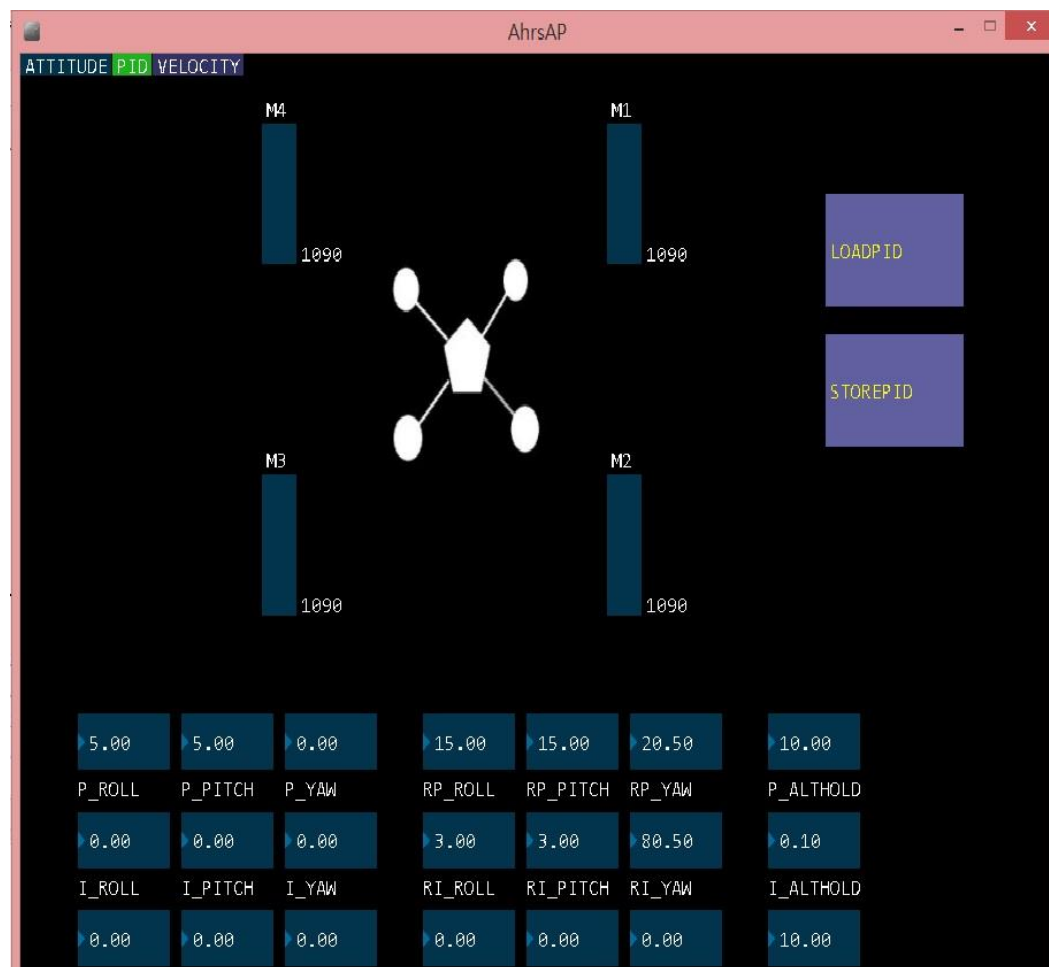 AhrsAP
ATTITUDE PID VELOCITY
M4 M1
1090 1090
LOADPID
STOREPID
M3 M2
1090 1090
5.00 5.00 0.00 15.00 15.00 20.50 10.00
P_ROLL P_PITCH P_YAW RP_ROLL RP_PITCH RP_YAW P_ALTHOLD
0.00 0.00 0.00 3.00 3.00 80.50 0.10
I_ROLL I_PITCH I_YAW RI_ROLL RI_PITCH RI_YAW I_ALTHOLD
0.00 0.00 0.00 0.00 0.00 0.00 10.00